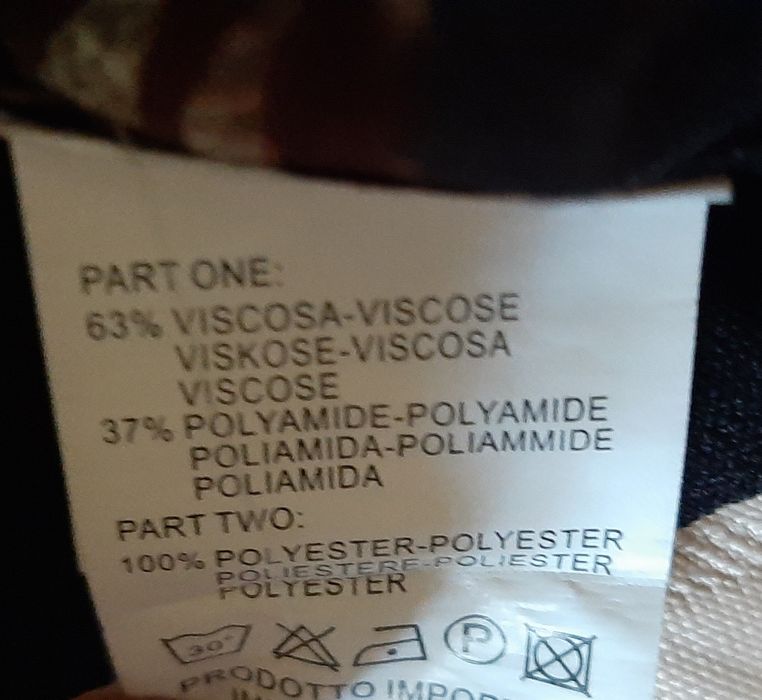 PART ONE:
63% VISCOSA-VISCOSE
VISKOSE-VISCOSA
VISCOSE
37% POLYAMIDE-POLYAMIDE
POLIAMIDA-POLIAMMIDE
POLIAMIDA
PART TWO:
100% POLYESTER-POLYESTER
POLIESTERE-POLIESTER
POLYESTER
30° P
PRODOTTO IMPOR